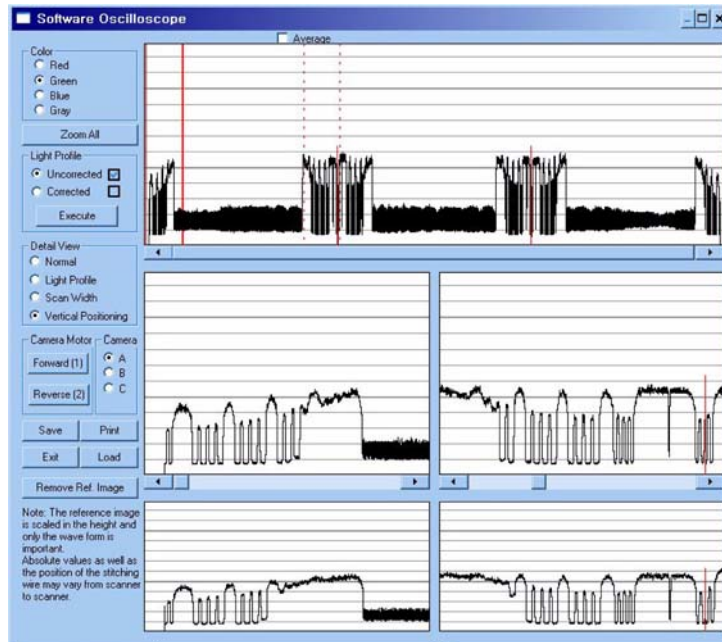 Software Oscilloscope
Average
Color
Red
Green
Blue
Gray
Zoom All
Light Profile
Uncorrected
Corrected
Execute
Detail View
Normal
Light Profile
Scan Width
Vertical Positioning
Camera Motor
Forward (1)
Reverse (2)
Camera
A
B
C
Save
Print
Exit
Load
Remove Ref. Image
Note: The reference image
is scaled in the height and
only the wave form is
important.
Absolute values as well as
the position of the stitching
wire may vary from scanner
to scanner.